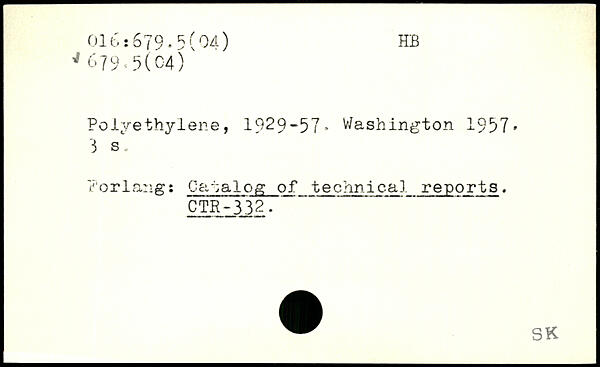 016:679.5(04) HB
679.5(04)
Polyethylene, 1929-57. Washington 1957.
3 s.
Forlang: Catalog of technical reports.
CTR-332.
SK